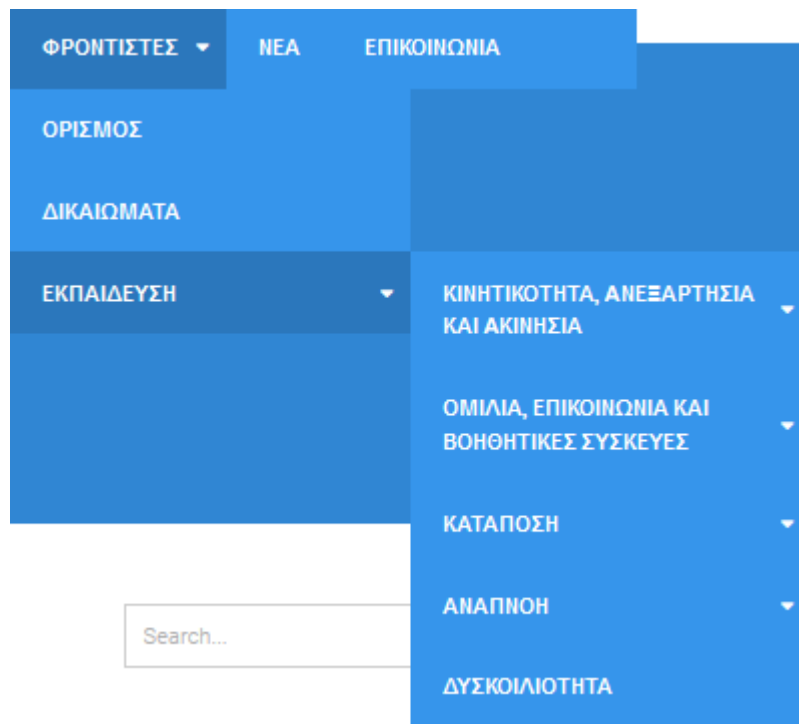 ΦΡΟΝΤΙΣΤΕΣ ΝΕΑ ΕΠΙΚΟΙΝΩΝΙΑ
ΟΡΙΣΜΟΣ
ΔΙΚΑΙΩΜΑΤΑ
ΕΚΠΑΙΔΕΥΣΗ
ΚΙΝΗΤΙΚΟΤΗΤΑ, ΑΝΕΞΑΡΤΗΣΙΑ
ΚΑΙ ΑΚΙΝΗΣΙΑ
ΟΜΙΛΙΑ, ΕΠΙΚΟΙΝΩΝΙΑ ΚΑΙ
ΒΟΗΘΗΤΙΚΕΣ ΣΥΣΚΕΥΕΣ
ΚΑΤΑΠΟΣΗ
ΑΝΑΠΝΟΗ
ΔΥΣΚΟΙΛΙΟΤΗΤΑ
Search...